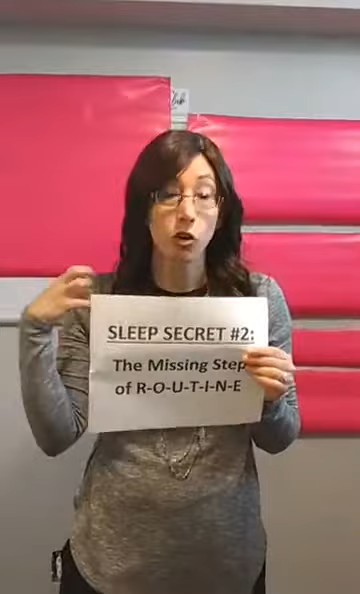 SLEEP SECRET #2:
The Missing Step
of R-O-U-T-I-N-E